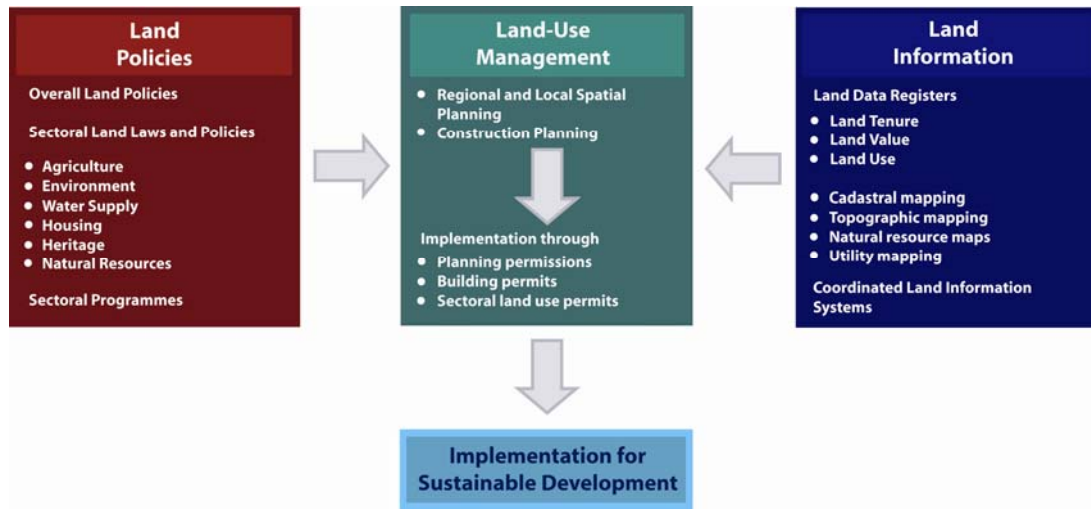 Land
Policies
Overall Land Policies
Sectoral Land Laws and Policies
• Agriculture
• Environment
• Water Supply
• Housing
• Heritage
• Natural Resources
Sectoral Programmes
Land-Use
Management
• Regional and Local Spatial
Planning
• Construction Planning
Implementation through
• Planning permissions
• Building permits
• Sectoral land use permits
Land
Information
Land Data Registers
• Land Tenure
• Land Value
• Land Use
• Cadastral mapping
• Topographic mapping
• Natural resource maps
• Utility mapping
Coordinated Land Information
Systems
Implementation for
Sustainable Development